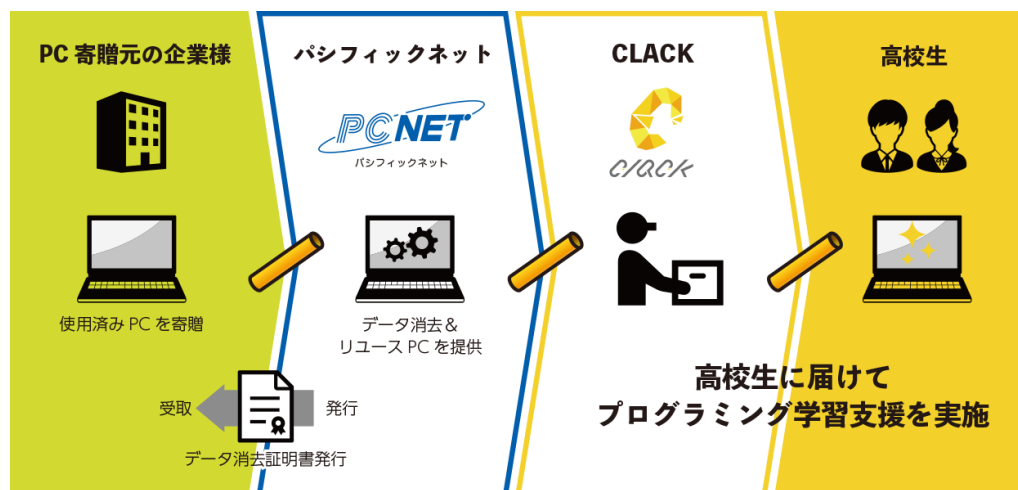 PC 寄贈元の企業様
パシフィックネット
CLACK
高校生
PC NET
パシフィックネット
clack
使用済み PC を寄贈
データ消去&
リユース PC を提供
高校生に届けて
プログラミング学習支援を実施
受取
発行
データ消去証明書発行